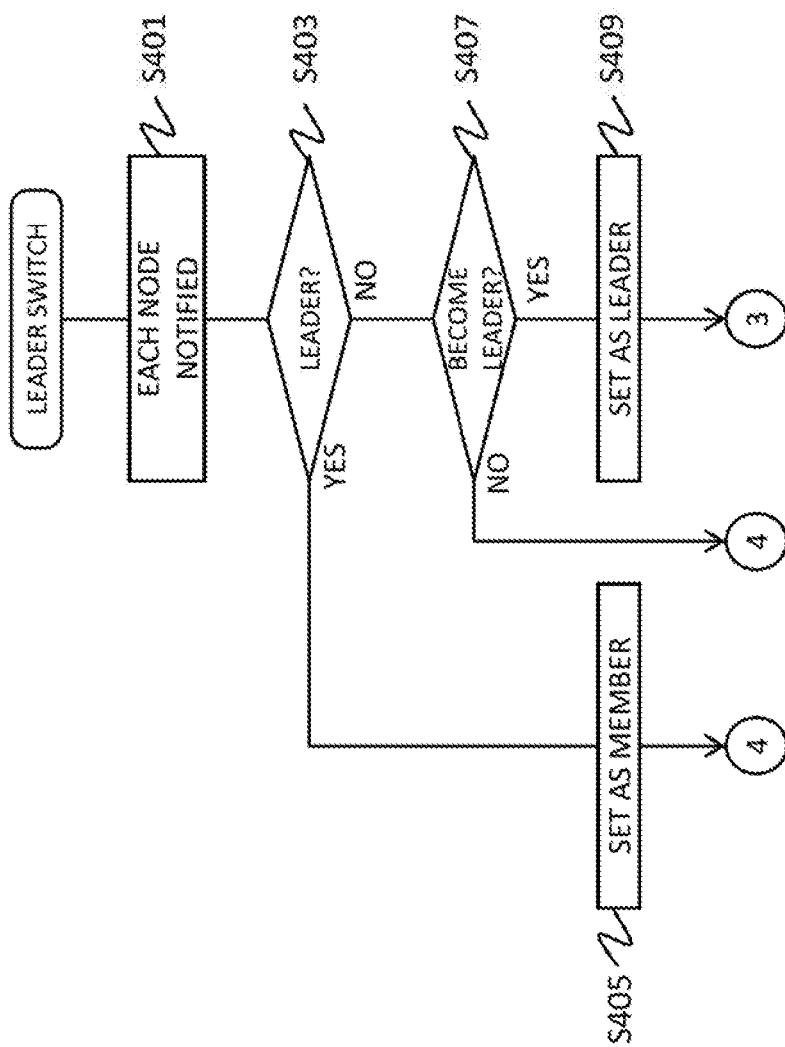 LEADER SWITCH
EACH NODE
NOTIFIED
S401
LEADER?
S403
YES
NO
BECOME
LEADER?
S407
NO
YES
SET AS MEMBER
S405
SET AS LEADER
S409
4
4
3